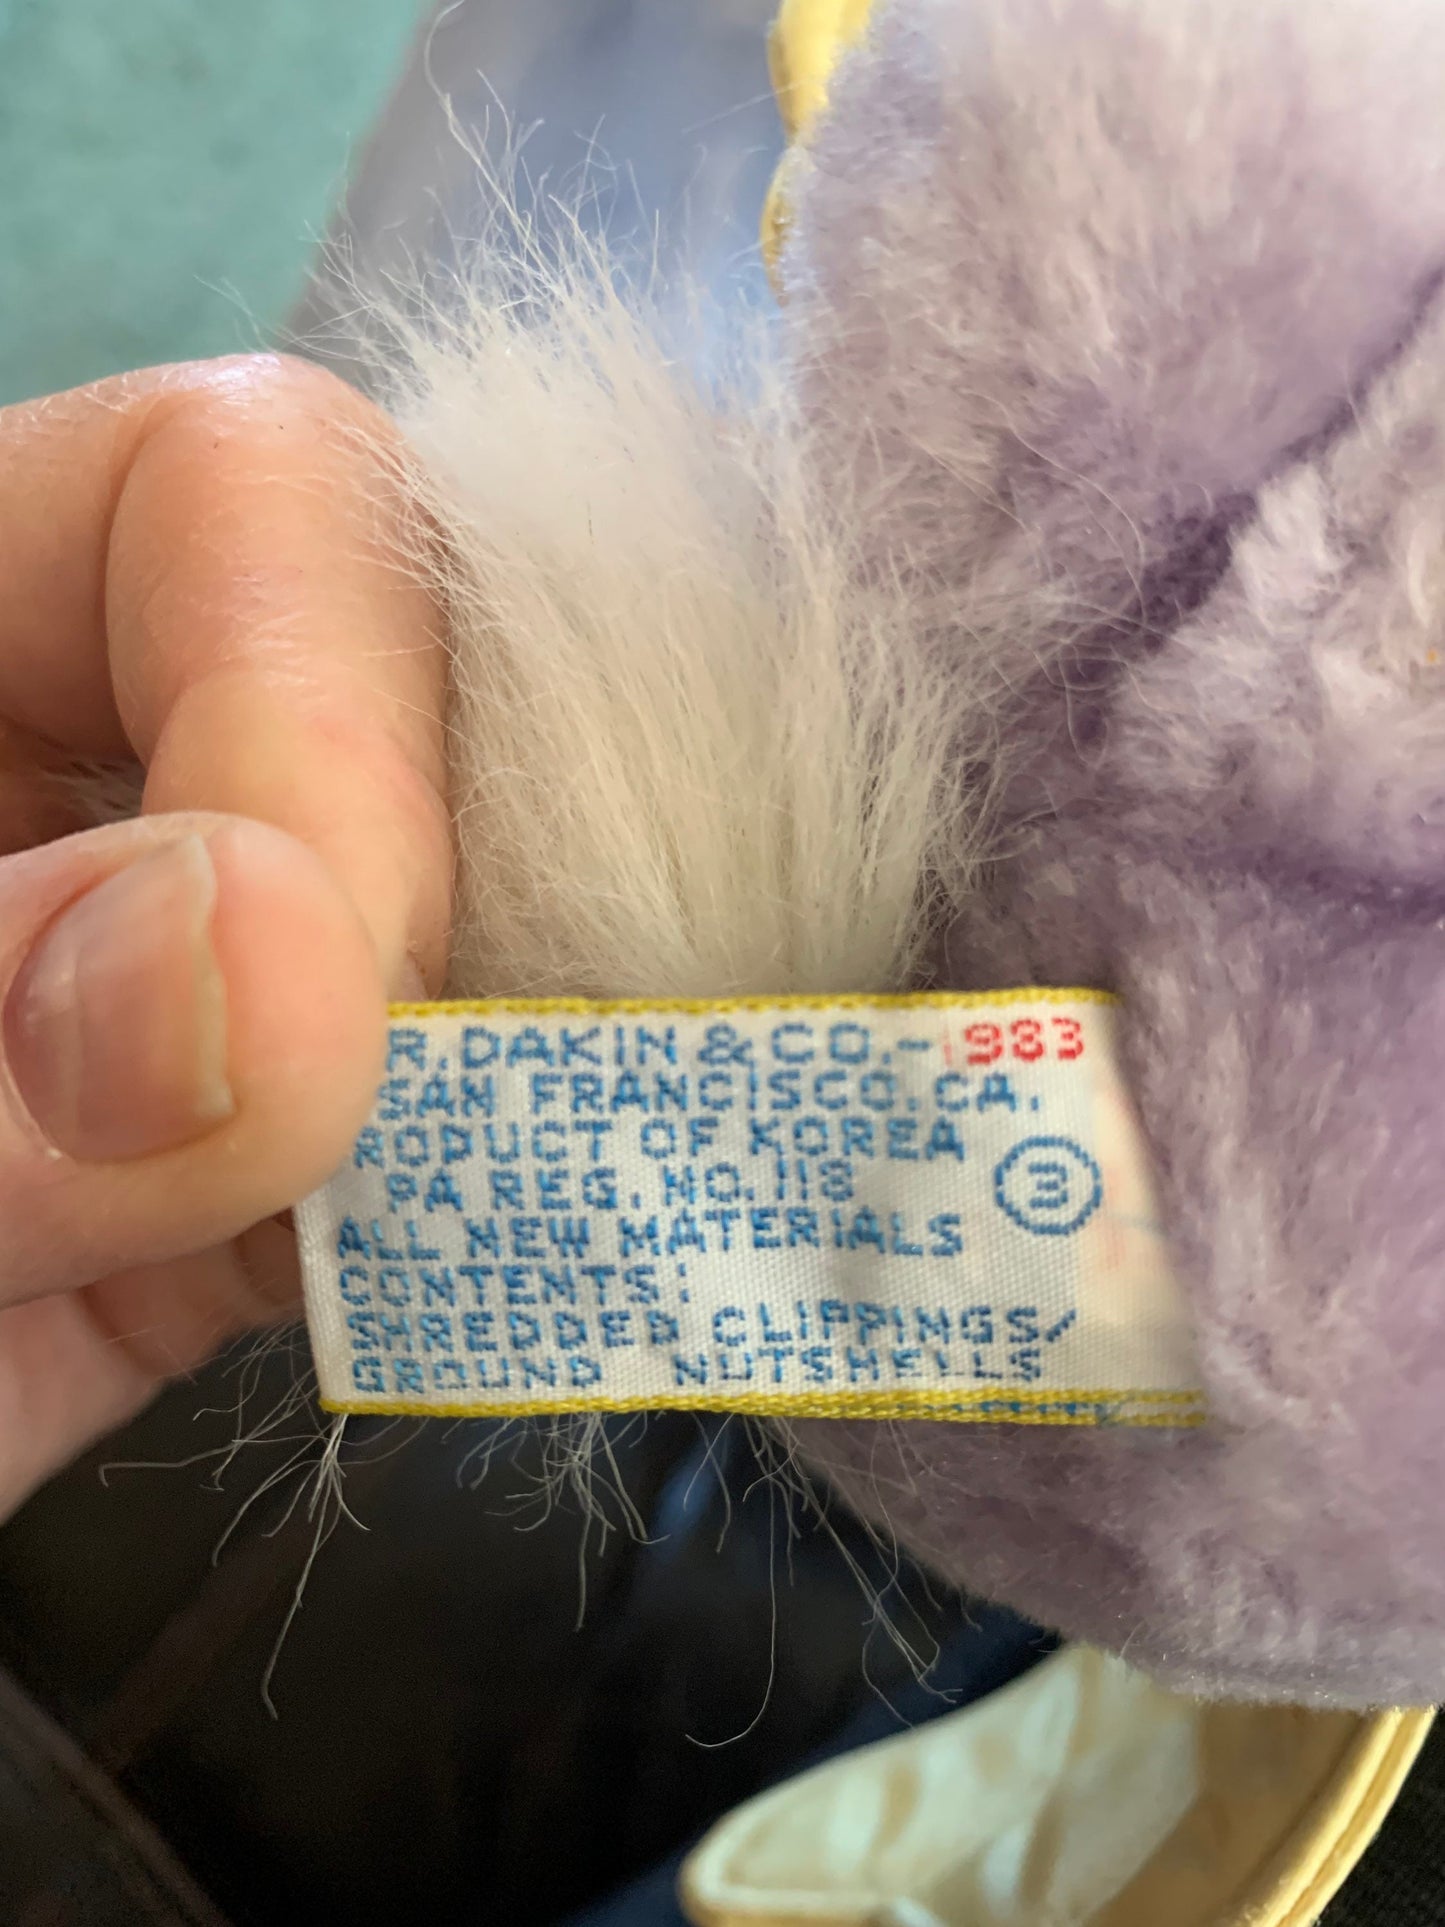 R. DAKIN & CO.- 1983
SAN FRANCISCO. CA.
PRODUCT OF KOREA
PA REG. NO. 118
3
ALL NEW MATERIALS
CONTENTS:
SHREDDED CLIPPINGS/
GROUND NUTSHELLS